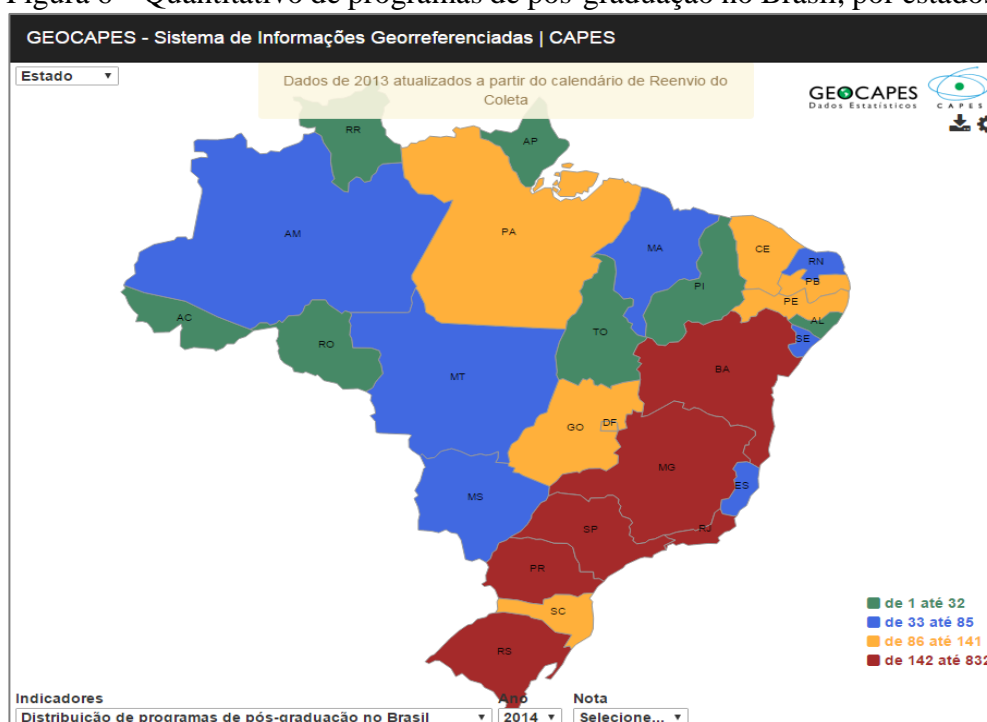 Figura 6 – Quantitativo de programas de pós-graduação no Brasil, por estados
GEOCAPES - Sistema de Informações Georreferenciadas | CAPES
Estado
Dados de 2013 atualizados a partir do calendário de Reenvio do
Coleta
GEOCAPES
Dados Estatísticos
CAPES
RR
AP
AM
PA
MA
CE
RN
PB
PE
PI
AL
AC
TO
SE
RO
BA
MT
GO
DF
MG
MS
ES
SP
RJ
PR
SC
RS
de 1 até 32
de 33 até 85
de 86 até 141
de 142 até 832
Indicadores
Ano
Nota
Distribuição de programas de pós-graduação no Brasil
2014
Selecione...